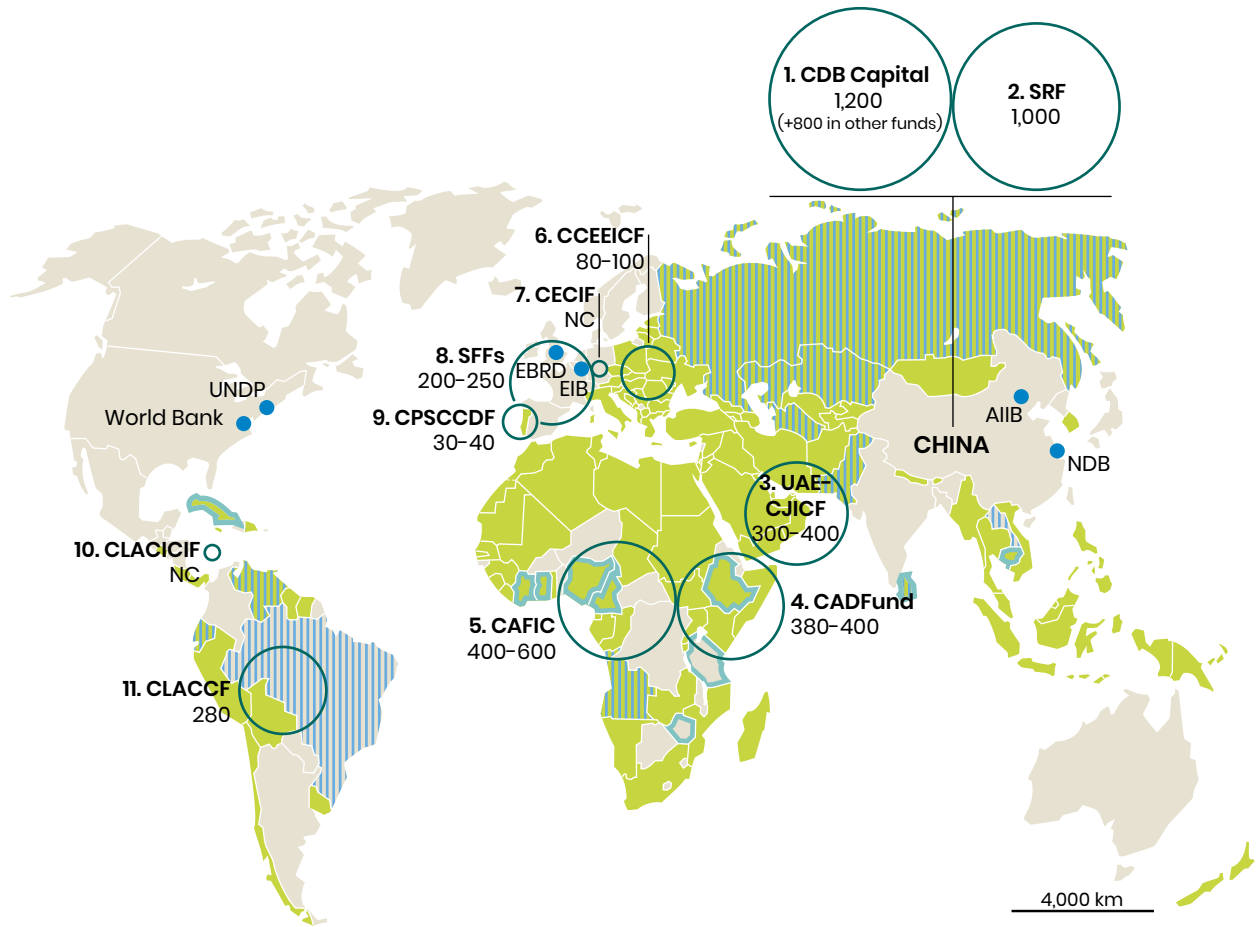 1. CDB Capital
1,200
(+800 in other funds)
2. SRF
1,000
6. CCEEICF
80–100
7. CECIF
NC
8. SFFs
200–250
EBRD
EIB
UNDP
World Bank
9. CPSCCDF
30–40
AIIB
CHINA
NDB
3. UAE–
CJICF
300–400
10. CLACICIF
NC
4. CADFund
380–400
5. CAFIC
400–600
11. CLACCF
280
4,000 km